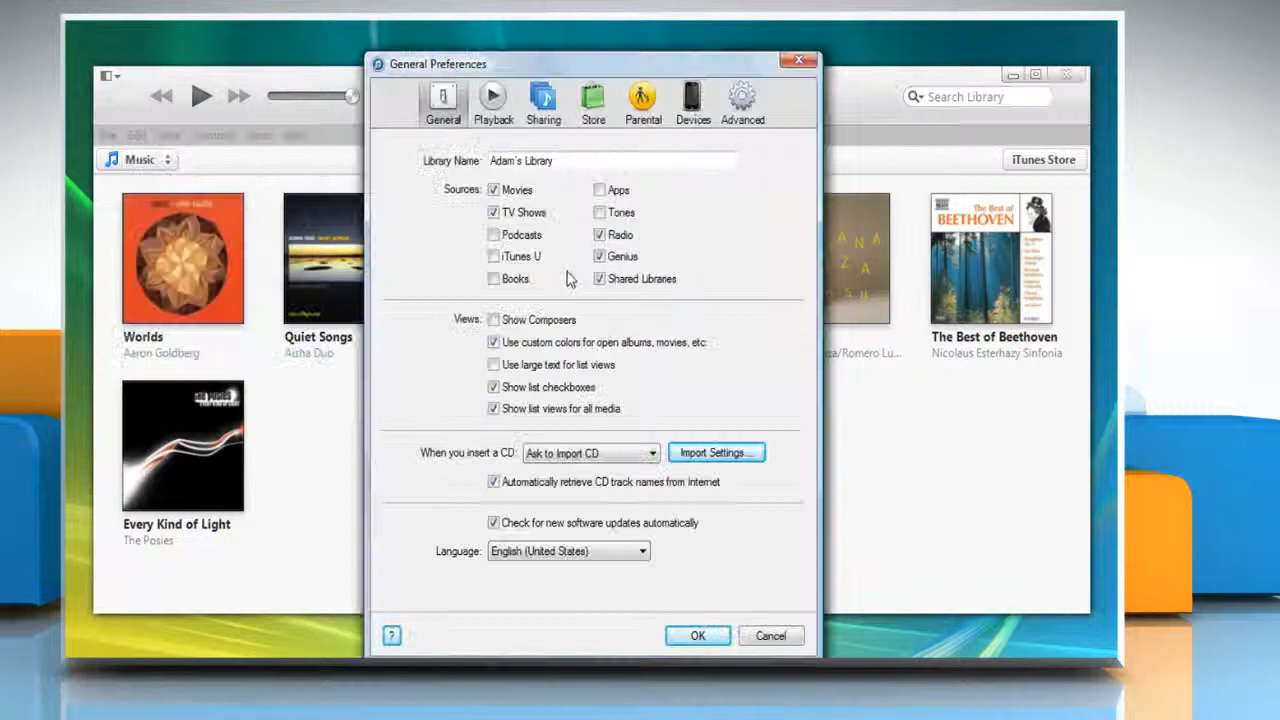 General Preferences
General Playback Sharing Store Parental Devices Advanced
Search Library
Music
iTunes Store
Library Name: Adam's Library
Sources: Movies Apps
TV Shows Tones
Podcasts Radio
iTunes U Genius
Books Shared Libraries
Views: Show Composers
Use custom colors for open albums, movies, etc.
Use large text for list views
Show list checkboxes
Show list views for all media
When you insert a CD: Ask to Import CD Import Settings...
Automatically retrieve CD track names from Internet
Check for new software updates automatically
Language: English (United States)
? OK Cancel
Worlds
Aaron Goldberg
Quiet Songs
Aisha Duo
The Best of
BEETHOVEN
The Best of Beethoven
Nicolaus Esterhazy Sinfonia
Every Kind of Light
The Posies